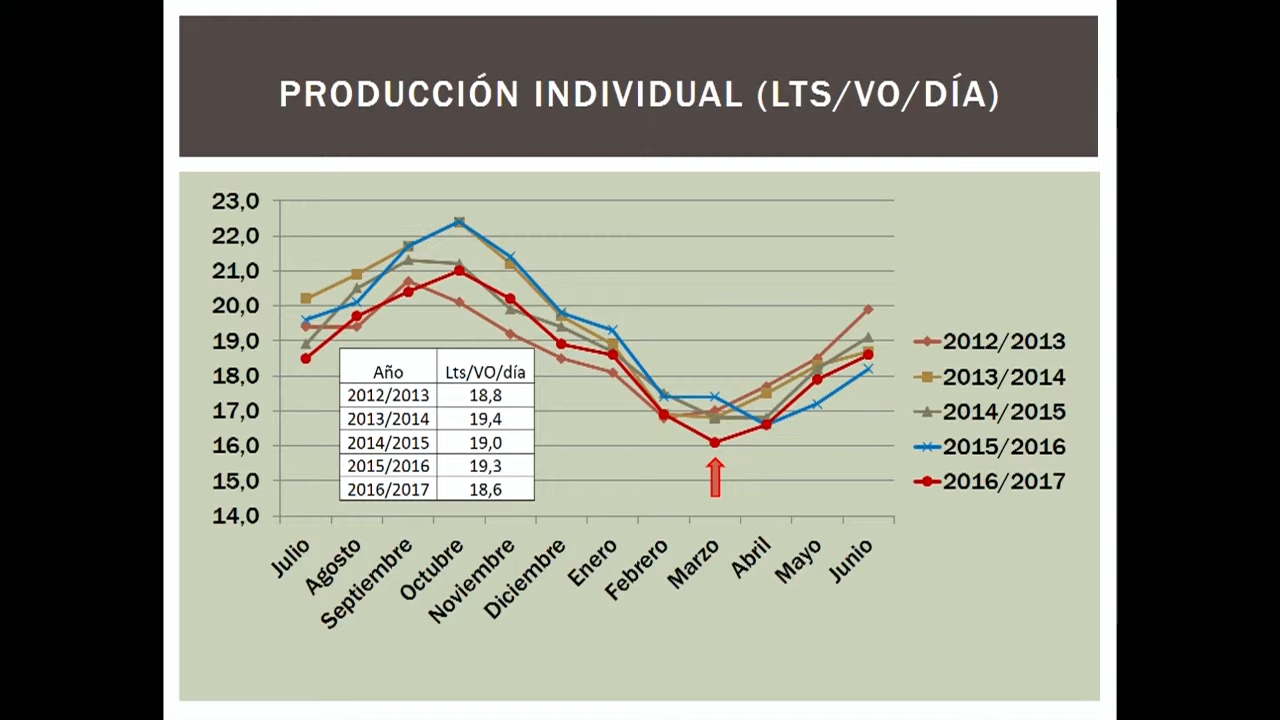 PRODUCCIÓN INDIVIDUAL (LTS/VO/DÍA)
23,0
22,0
21,0
20,0
19,0
18,0
17,0
16,0
15,0
14,0
Año Lts/VO/día
2012/2013 18,8
2013/2014 19,4
2014/2015 19,0
2015/2016 19,3
2016/2017 18,6
Julio
Agosto
Septiembre
Octubre
Noviembre
Diciembre
Enero
Febrero
Marzo
Abril
Mayo
Junio
2012/2013
2013/2014
2014/2015
2015/2016
2016/2017